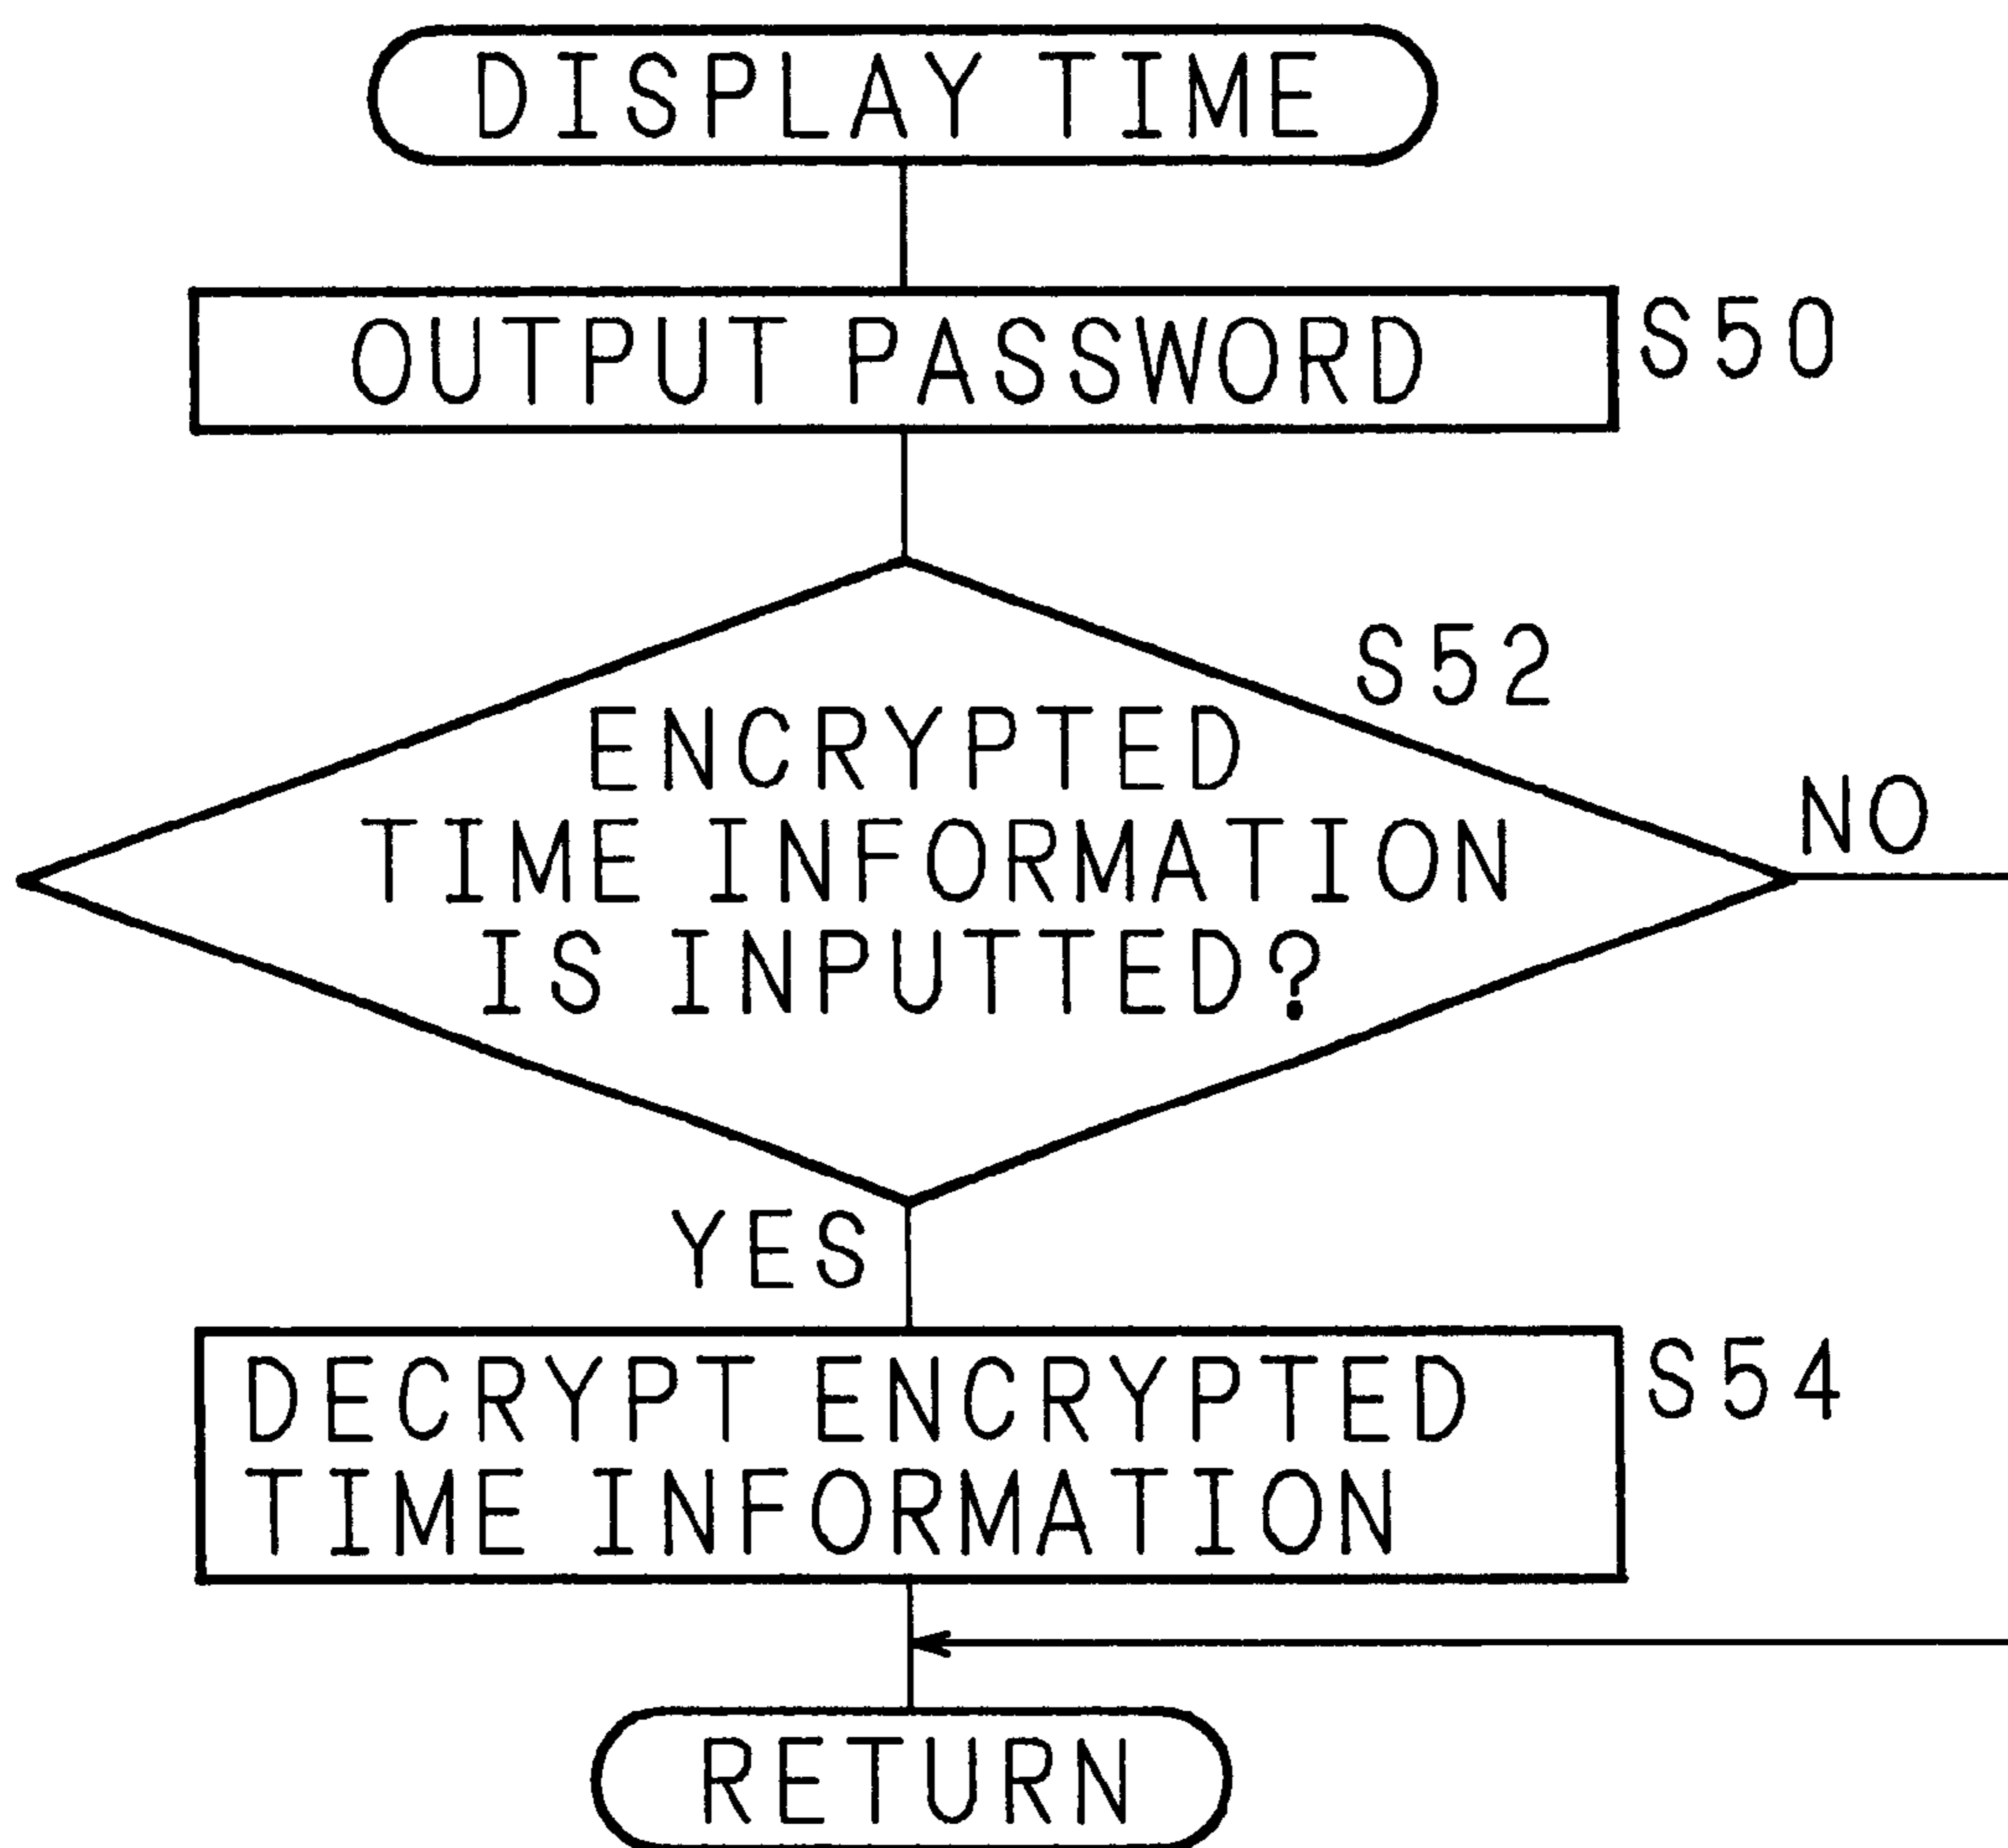 DISPLAY TIME
OUTPUT PASSWORD
S50
S52
ENCRYPTED
TIME INFORMATION
IS INPUTTED?
NO
YES
DECRYPT ENCRYPTED
TIME INFORMATION
S54
RETURN